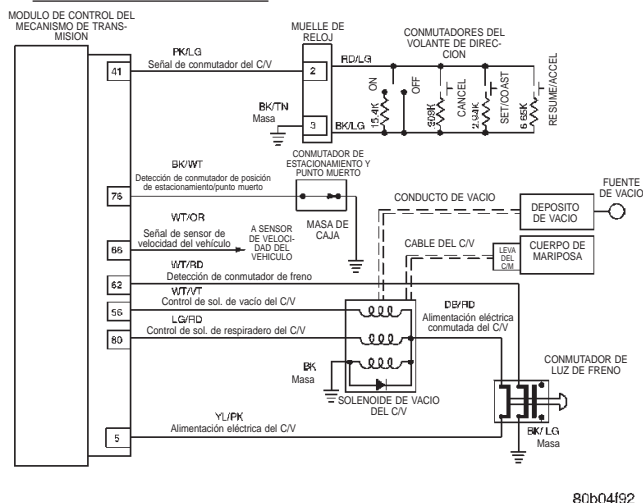 MODULO DE CONTROL DEL
MECANISMO DE TRANS-
MISION
MUELLE DE
RELOJ
CONMUTADORES DEL
VOLANTE DE DIREC-
CION
41
PK/LG
Señal de conmutador del C/V
2
RD/LG
ON
OFF
15.4K
909K
CANCEL
2.94K
SET/COAST
6.65K
RESUME/ACCEL
BK/TN
Masa
3
BK/LG
CONMUTADOR DE
ESTACIONAMIENTO Y
PUNTO MUERTO
76
BK/WT
Detección de conmutador de posición
de estacionamiento/punto muerto
MASA DE
CAJA
CONDUCTO DE VACIO
DEPOSITO
DE VACIO
FUENTE
DE VACIO
66
WT/OR
Señal de sensor de
velocidad del vehículo
A SENSOR
DE VELOCI-
DAD DEL
VEHICULO
CABLE DEL C/V
LEVA
DEL
C/M
CUERPO DE
MARIPOSA
62
WT/RD
Detección de conmutador de freno
56
WT/VT
Control de sol. de vacío del C/V
80
LG/RD
Control de sol. de respiradero del C/V
DB/RD
Alimentación eléctrica
conmutada del C/V
BK
Masa
SOLENOIDE DE VACIO
DEL C/V
CONMUTADOR DE
LUZ DE FRENO
BK/LG
Masa
5
YL/PK
Alimentación eléctrica del C/V
80b04f92